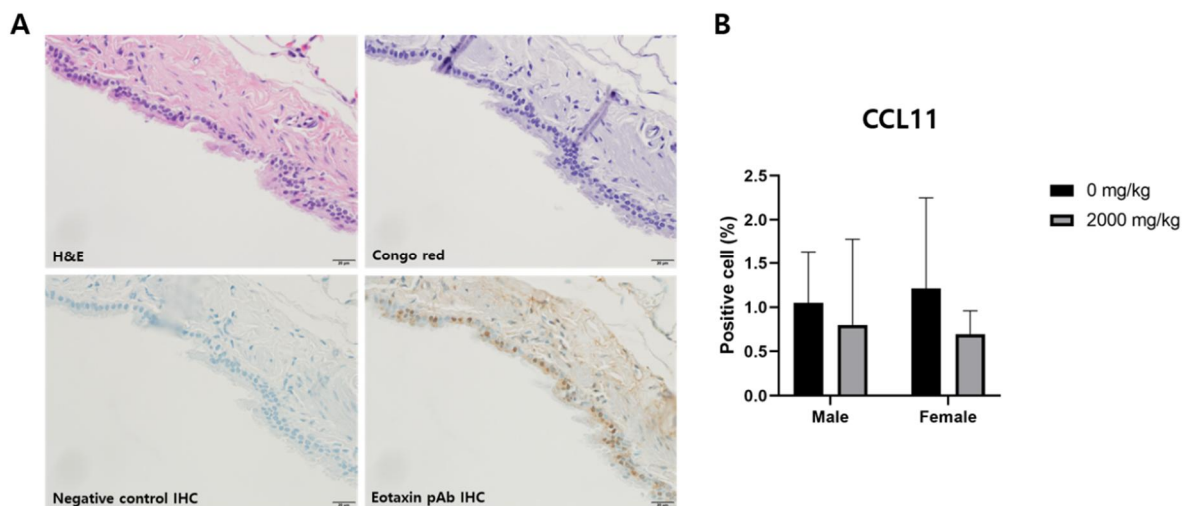 A
H&E
Congo red
Negative control IHC
Eotaxin pAb IHC
B
CCL11
Positive cell (%)
2.5
2.0
1.5
1.0
0.5
0.0
Male
Female
0 mg/kg
2000 mg/kg